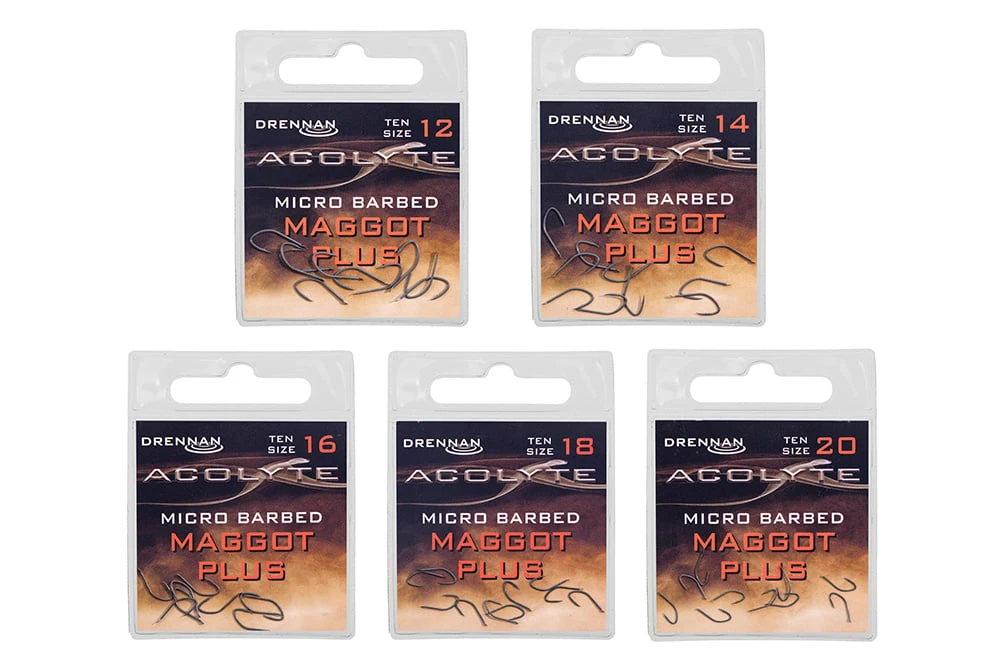 DRENNAN TEN SIZE 12
ACOLYTE
MICRO BARBED
MAGGOT
PLUS
DRENNAN TEN SIZE 14
ACOLYTE
MICRO BARBED
MAGGOT
PLUS
DRENNAN TEN SIZE 16
ACOLYTE
MICRO BARBED
MAGGOT
PLUS
DRENNAN TEN SIZE 18
ACOLYTE
MICRO BARBED
MAGGOT
PLUS
DRENNAN TEN SIZE 20
ACOLYTE
MICRO BARBED
MAGGOT
PLUS